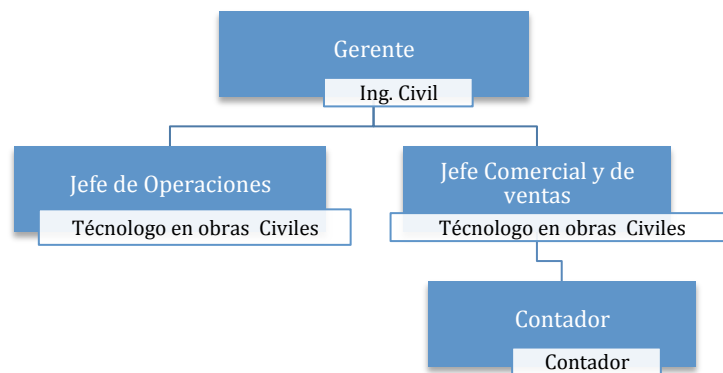 Gerente
Ing. Civil
Jefe de Operaciones
Técnologo en obras Civiles
Jefe Comercial y de
ventas
Técnologo en obras Civiles
Contador
Contador